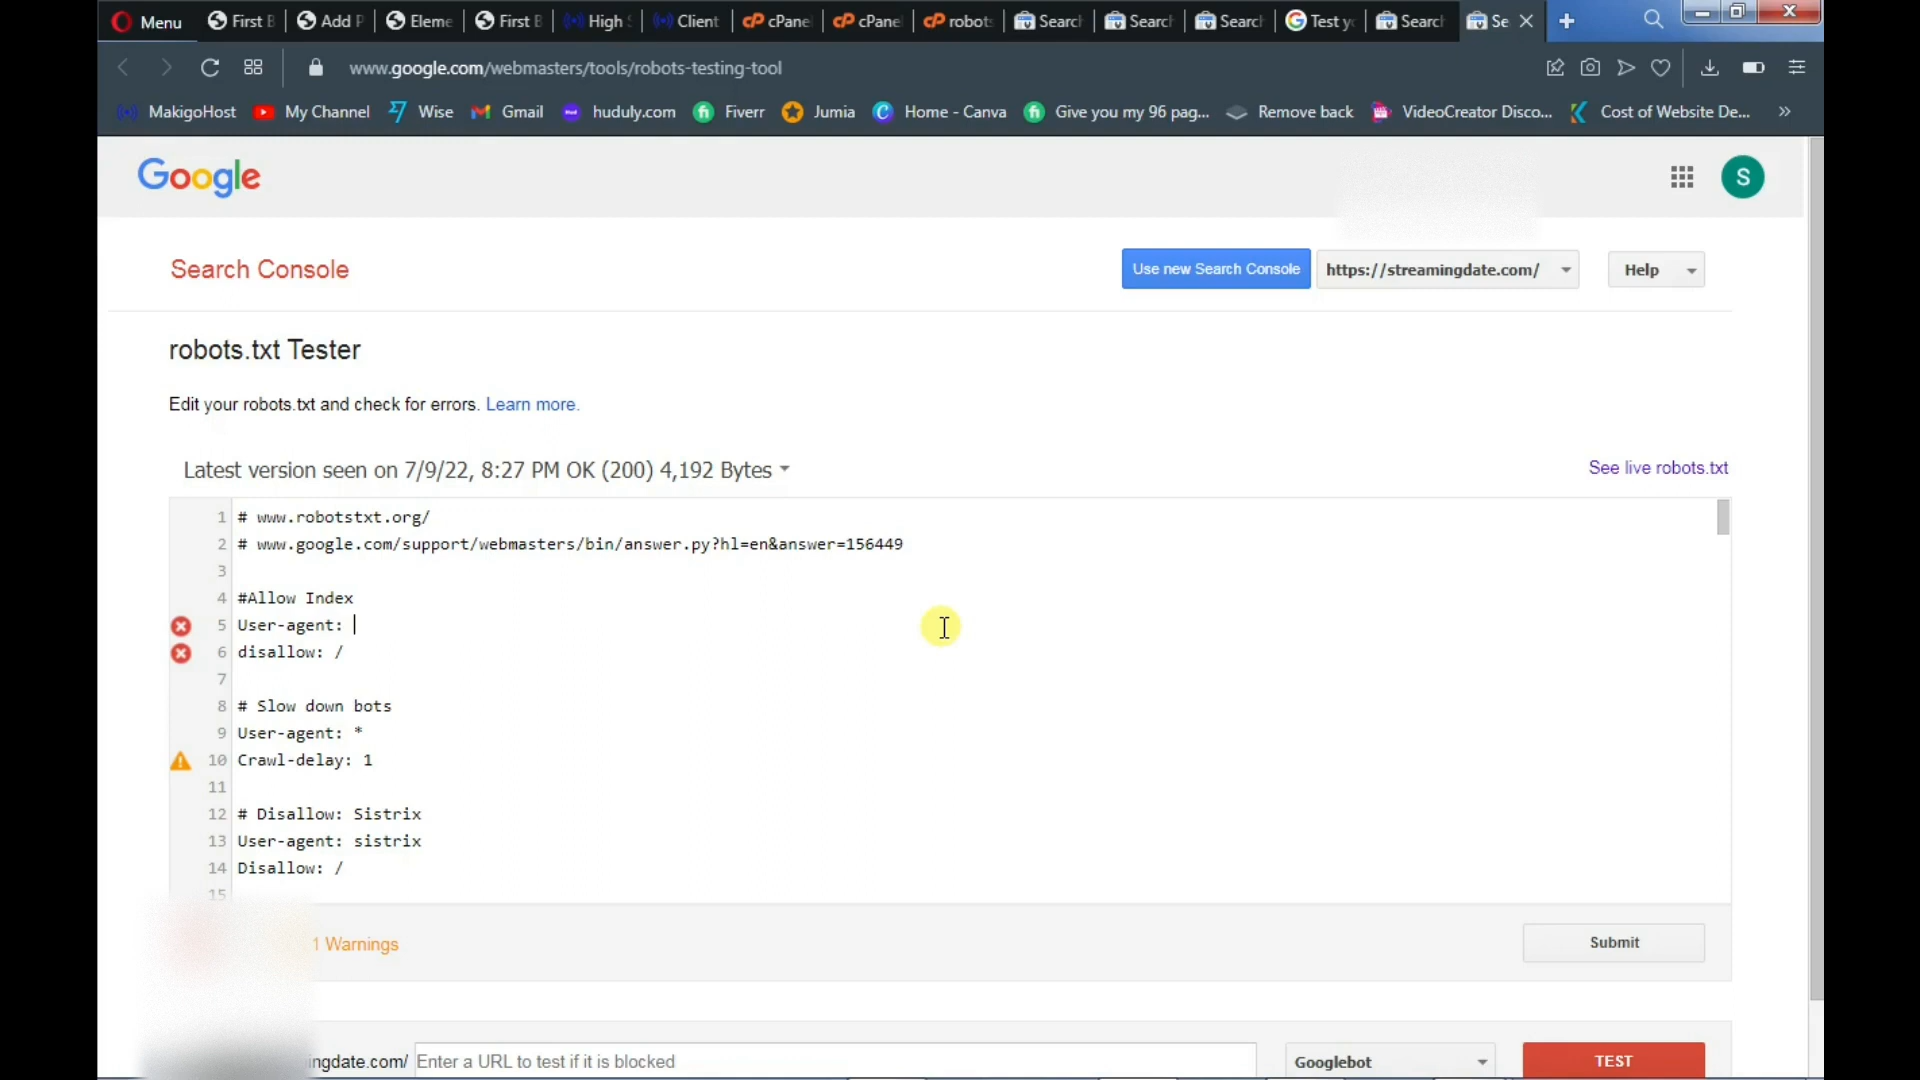 Menu First B Add P Eleme First B High S Client cPane cPane robots Search Search Search Test yo Search Se
www.google.com/webmasters/tools/robots-testing-tool
MakigoHost My Channel Wise Gmail huduly.com Fiverr Jumia Home - Canva Give you my 96 pag... Remove back VideoCreator Disco... Cost of Website De... »
Google S
Search Console Use new Search Console https://streamingdate.com/ Help
robots.txt Tester
Edit your robots.txt and check for errors. Learn more.
Latest version seen on 7/9/22, 8:27 PM OK (200) 4,192 Bytes See live robots.txt
1 # www.robotstxt.org/
2 # www.google.com/support/webmasters/bin/answer.py?hl=en&answer=156449
3
4 #Allow Index
5 User-agent:
6 disallow: /
7
8 # Slow down bots
9 User-agent: *
10 Crawl-delay: 1
11
12 # Disallow: Sistrix
13 User-agent: sistrix
14 Disallow: /
15
1 Warnings Submit
ngdate.com/ Enter a URL to test if it is blocked Googlebot TEST